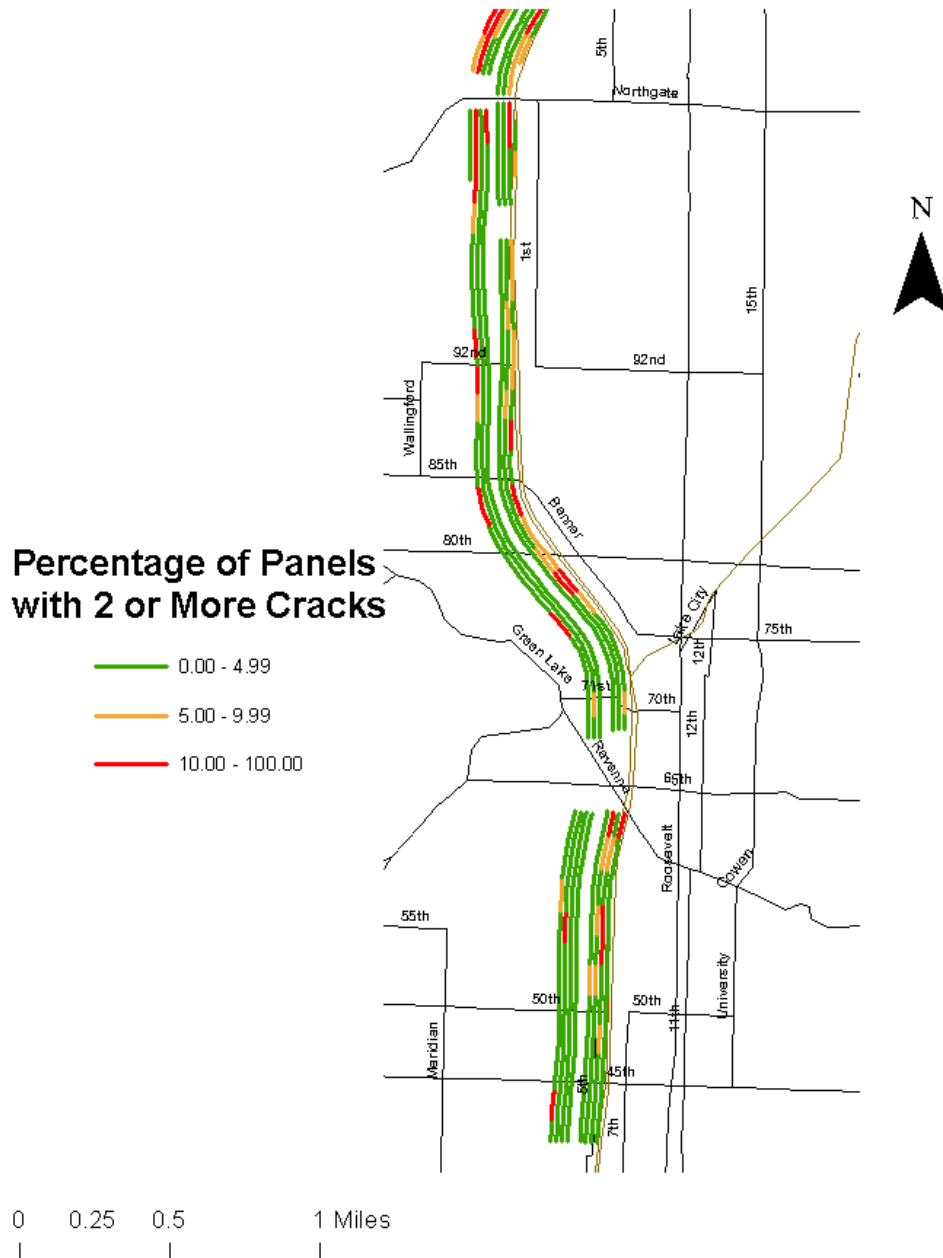 5th
Northgate
N
1st
15th
92nd
92nd
Wallingford
85th
Banner
80th
Percentage of Panels
with 2 or More Cracks
Lake City
75th
12th
Green Lake
0.00 - 4.99
71st
70th
5.00 - 9.99
12th
10.00 - 100.00
Ravenna
65th
Roosevelt
Cowen
55th
University
50th
50th
11th
Meridian
45th
5th
7th
0 0.25 0.5 1 Miles